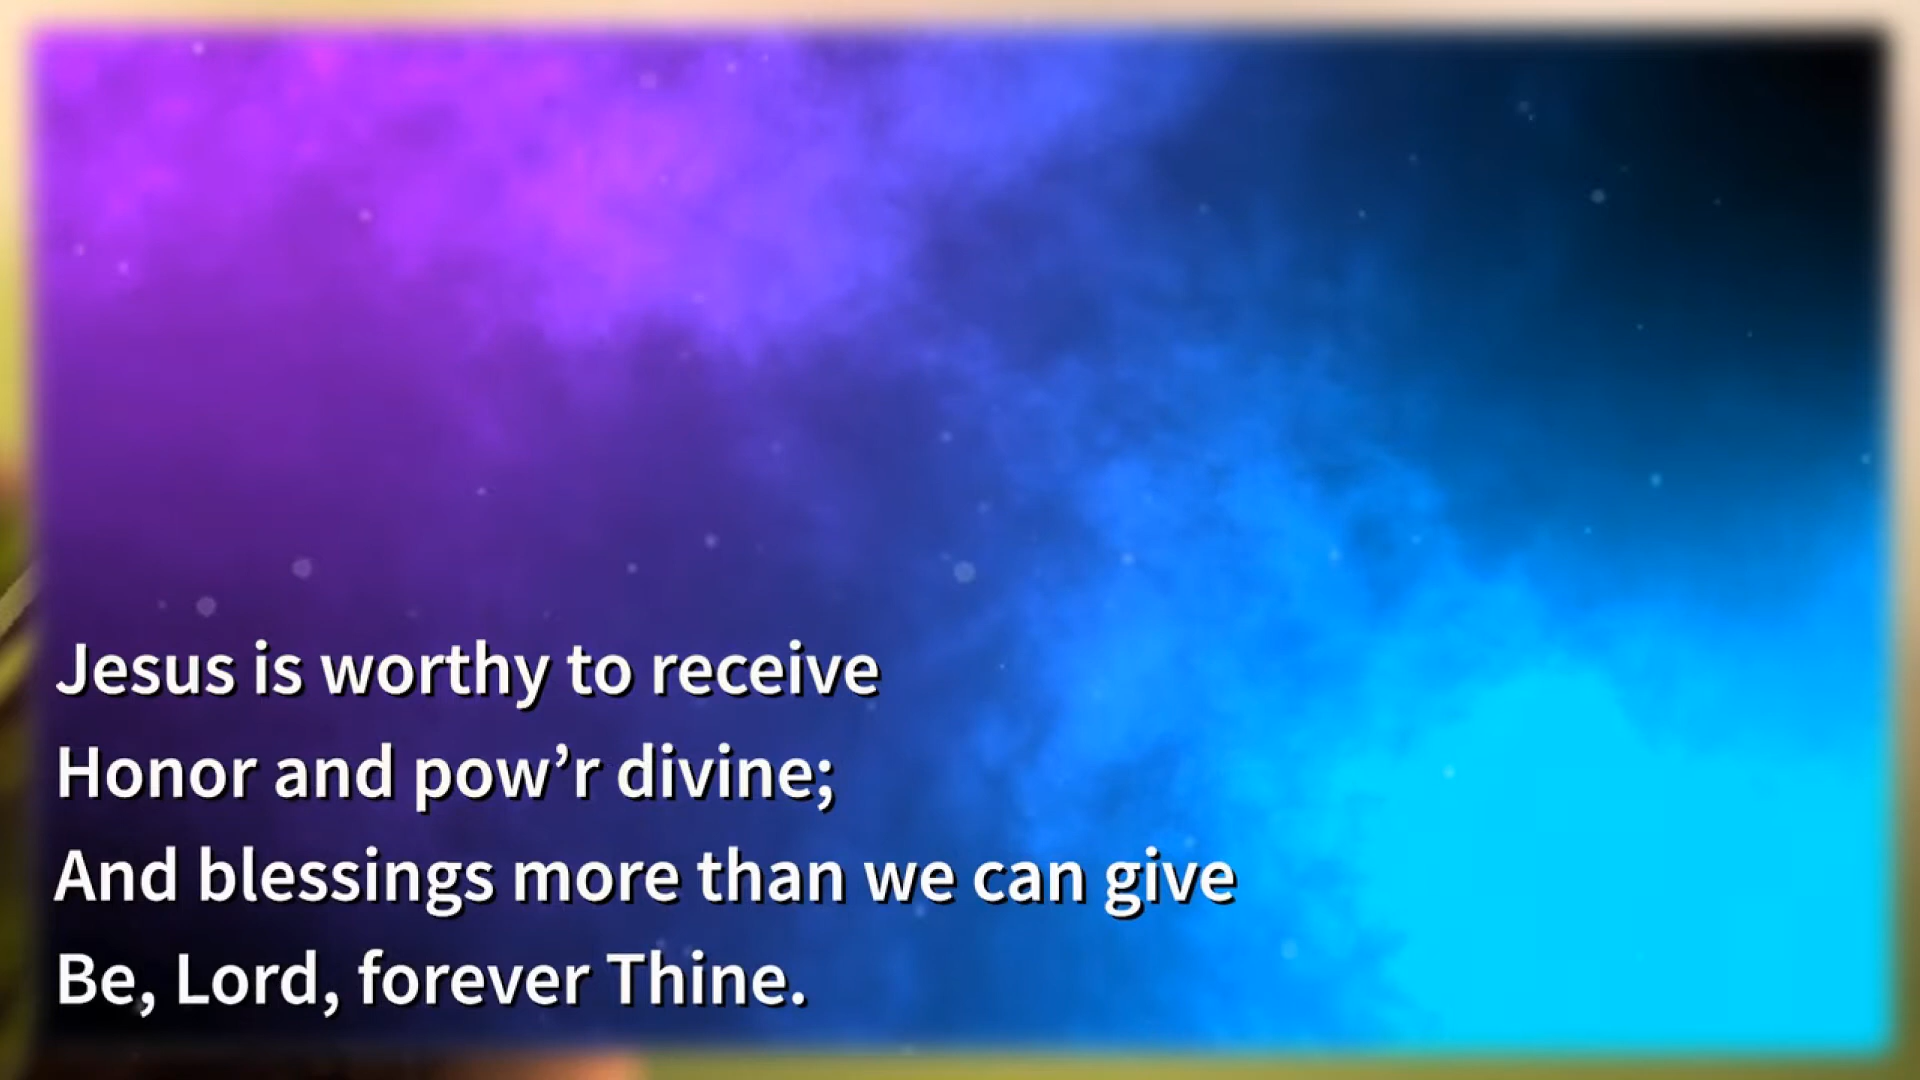 Jesus is worthy to receive
Honor and pow’r divine;
And blessings more than we can give
Be, Lord, forever Thine.